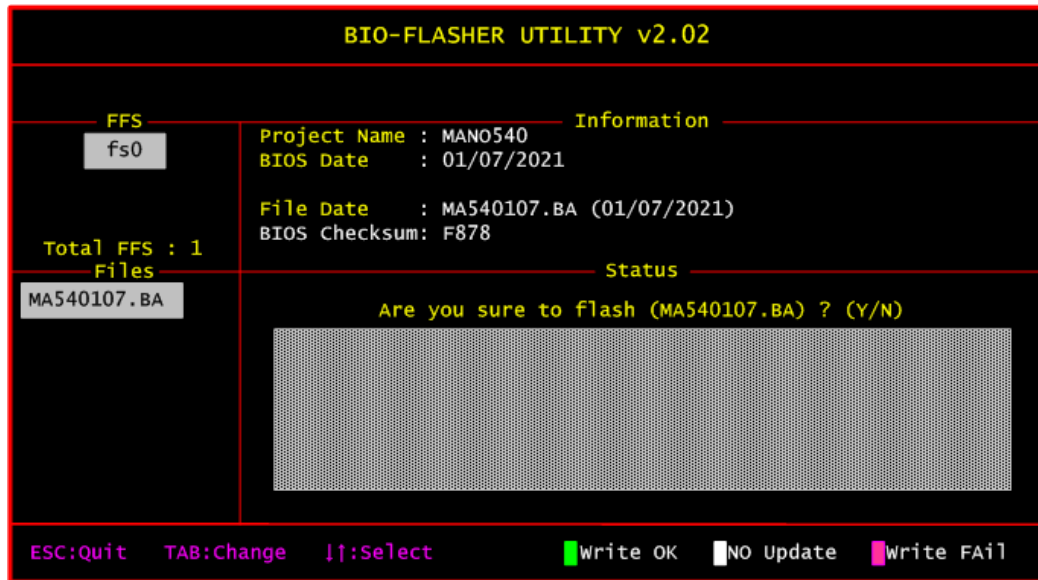 BIO-FLASHER UTILITY v2.02
FFS
fs0
Total FFS : 1
Information
Project Name : MANO540
BIOS Date : 01/07/2021
File Date : MA540107.BA (01/07/2021)
BIOS Checksum: F878
Files
MA540107.BA
Status
Are you sure to flash (MA540107.BA) ? (Y/N)
ESC:Quit TAB:Change ↓↑:Select Write OK NO Update Write FAil